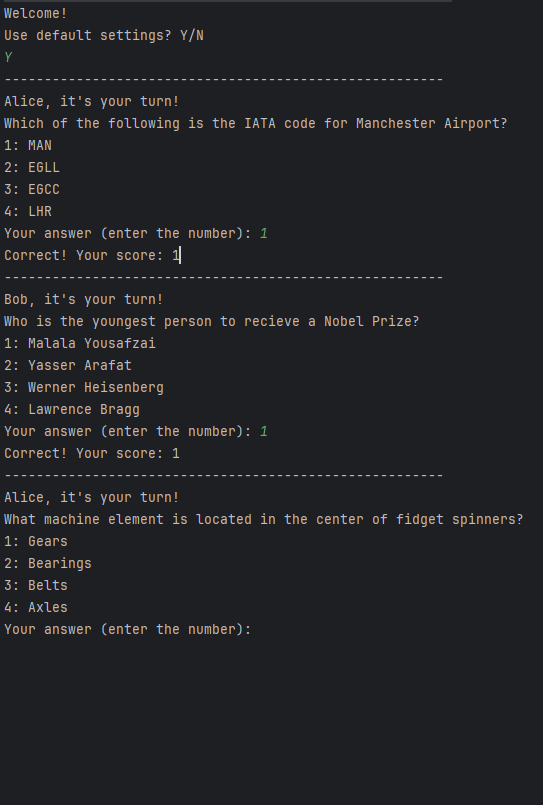 Welcome!
Use default settings? Y/N
Y
-------------------------------------------------------
Alice, it's your turn!
Which of the following is the IATA code for Manchester Airport?
1: MAN
2: EGLL
3: EGCC
4: LHR
Your answer (enter the number): 1
Correct! Your score: 1
-------------------------------------------------------
Bob, it's your turn!
Who is the youngest person to recieve a Nobel Prize?
1: Malala Yousafzai
2: Yasser Arafat
3: Werner Heisenberg
4: Lawrence Bragg
Your answer (enter the number): 1
Correct! Your score: 1
-------------------------------------------------------
Alice, it's your turn!
What machine element is located in the center of fidget spinners?
1: Gears
2: Bearings
3: Belts
4: Axles
Your answer (enter the number):